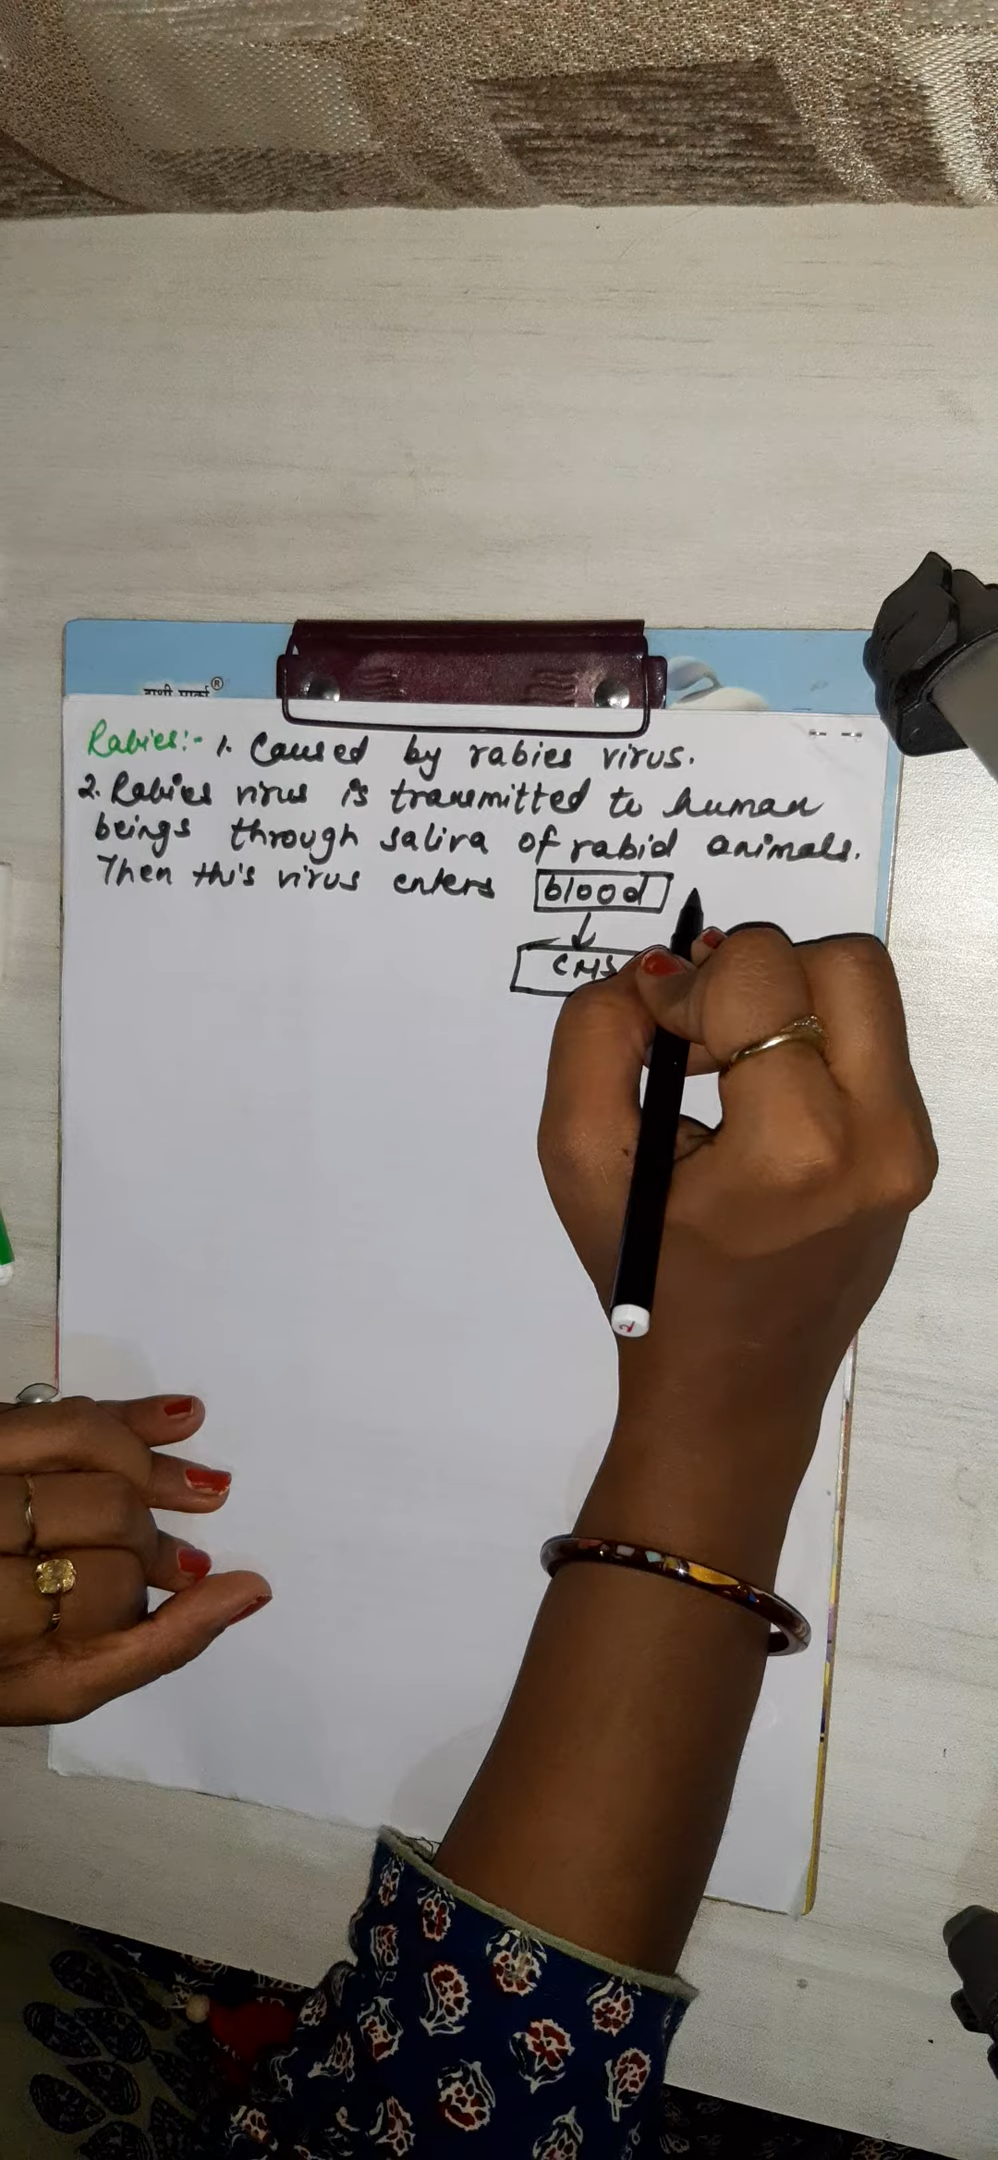 Rabies:- 1. Caused by rabies virus.
2. Rabies virus is transmitted to human
beings through saliva of rabid animals.
Then this virus enters blood
CNS